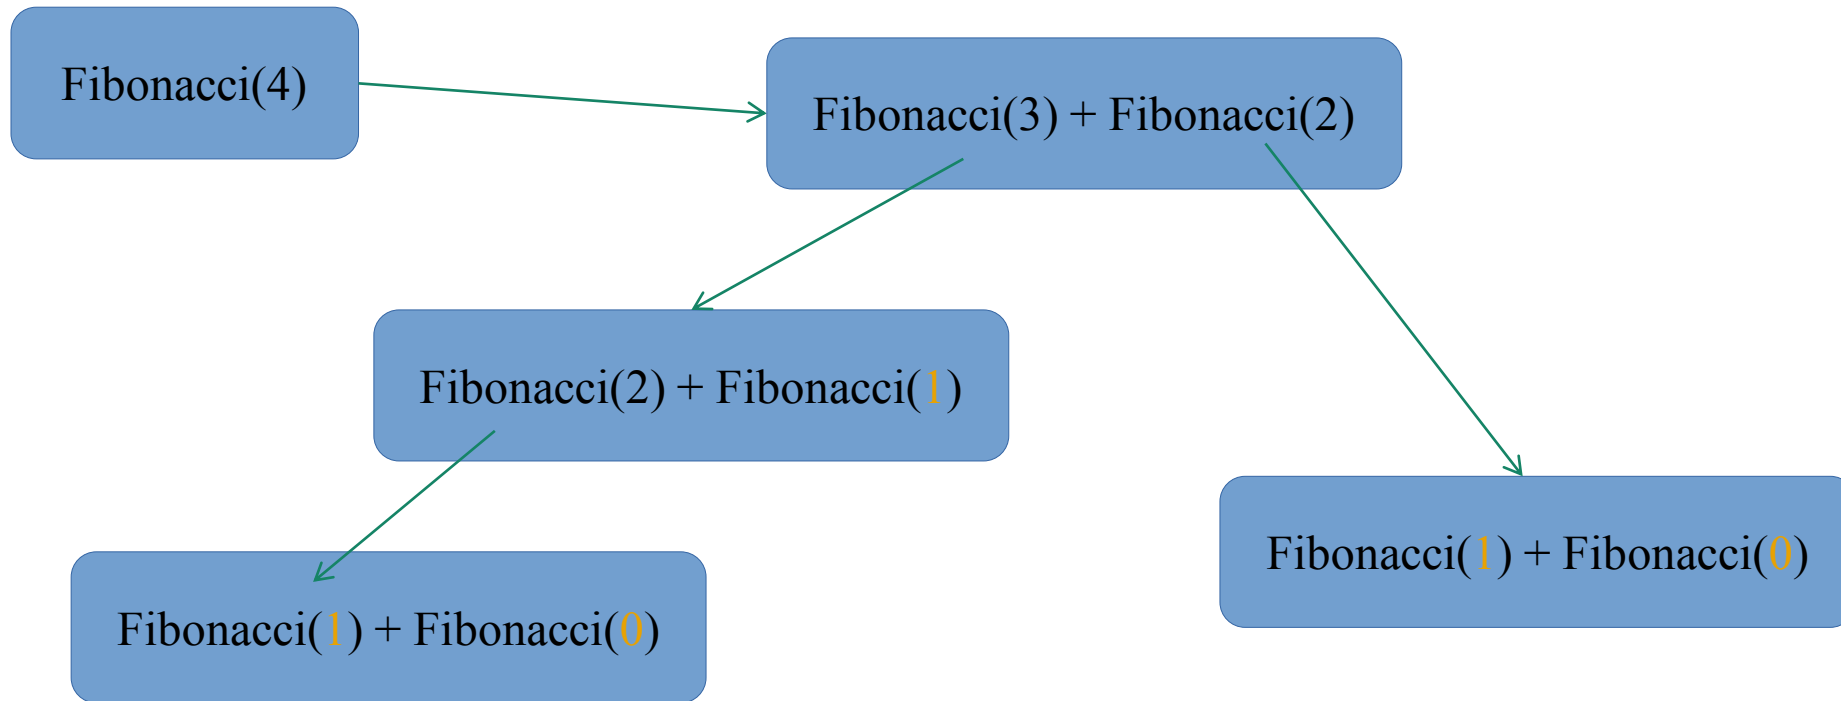 Fibonacci(4)
Fibonacci(3) + Fibonacci(2)
Fibonacci(2) + Fibonacci(1)
Fibonacci(1) + Fibonacci(0)
Fibonacci(1) + Fibonacci(0)